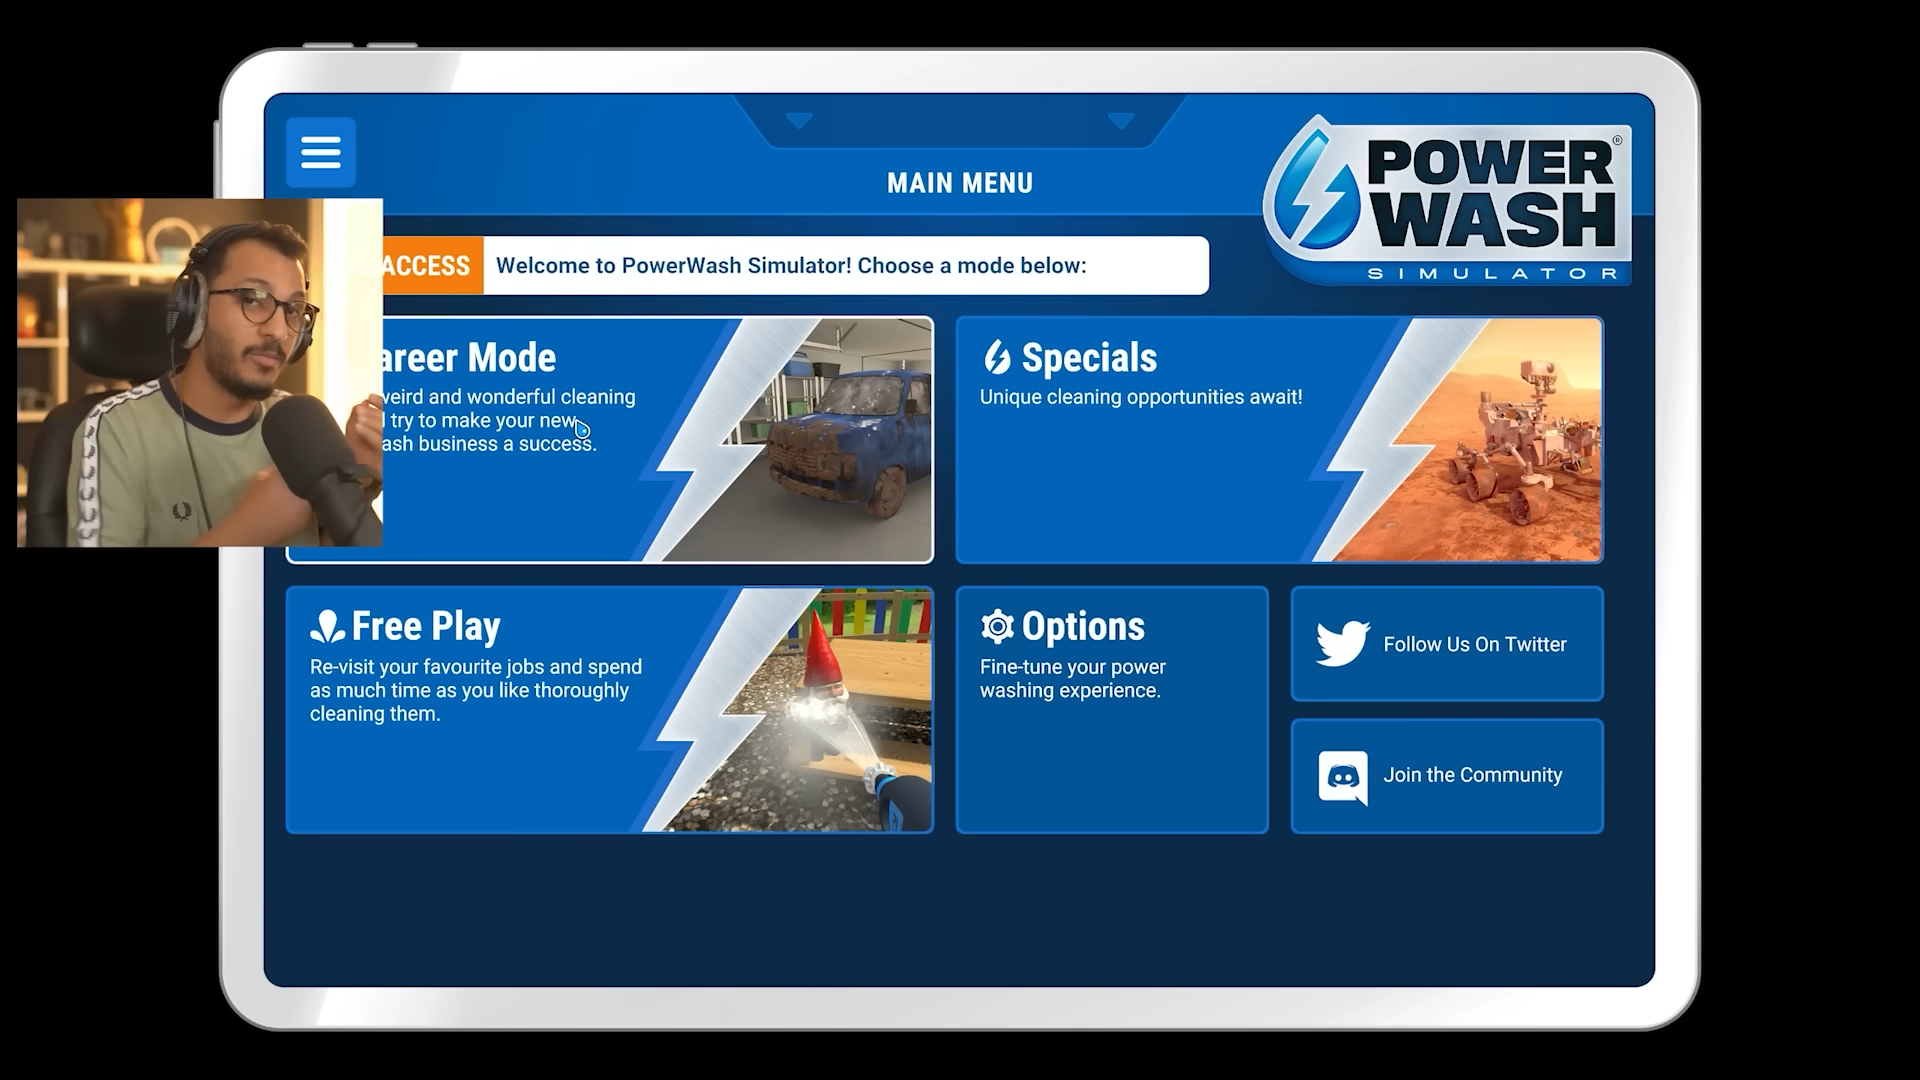 MAIN MENU
POWER
WASH
SIMULATOR
ACCESS
Welcome to PowerWash Simulator! Choose a mode below:
areer Mode
weird and wonderful cleaning
try to make your new
ash business a success.
Specials
Unique cleaning opportunities await!
Free Play
Re-visit your favourite jobs and spend
as much time as you like thoroughly
cleaning them.
Options
Fine-tune your power
washing experience.
Follow Us On Twitter
Join the Community